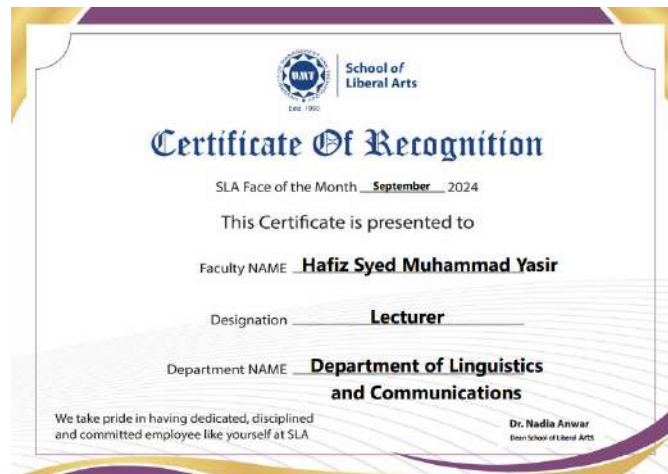 UMT
School of
Liberal Arts
Estd. 1990
Certificate Of Recognition
SLA Face of the Month September 2024
This Certificate is presented to
Faculty NAME Hafiz Syed Muhammad Yasir
Designation Lecturer
Department NAME Department of Linguistics
and Communications
We take pride in having dedicated, disciplined
and committed employee like yourself at SLA
Dr. Nadia Anwar
Dean School of Liberal Arts